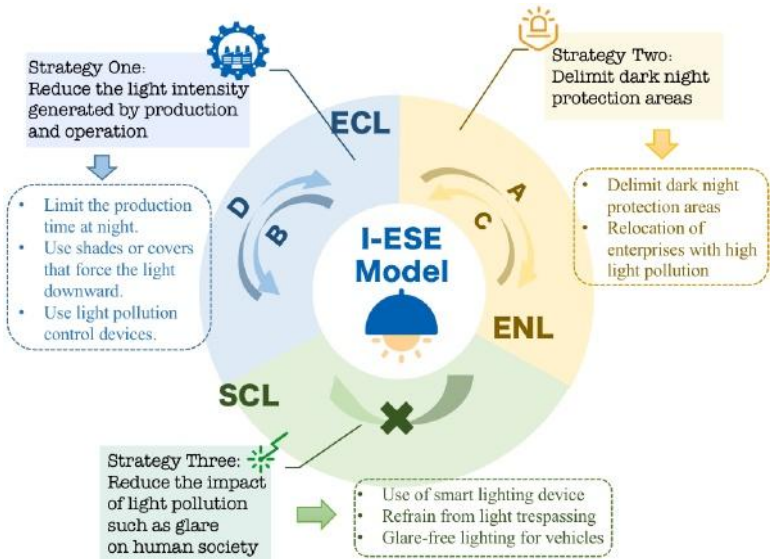 Strategy One:
Reduce the light intensity
generated by production
and operation
Strategy Two:
Delimit dark night
protection areas
ECL
A
C
D
B
I-ESE
Model
ENL
SCL
• Limit the production
time at night.
• Use shades or covers
that force the light
downward.
• Use light pollution
control devices.
• Delimit dark night
protection areas
• Relocation of
enterprises with high
light pollution
Strategy Three:
Reduce the impact
of light pollution
such as glare
on human society
• Use of smart lighting device
• Refrain from light trespassing
• Glare-free lighting for vehicles